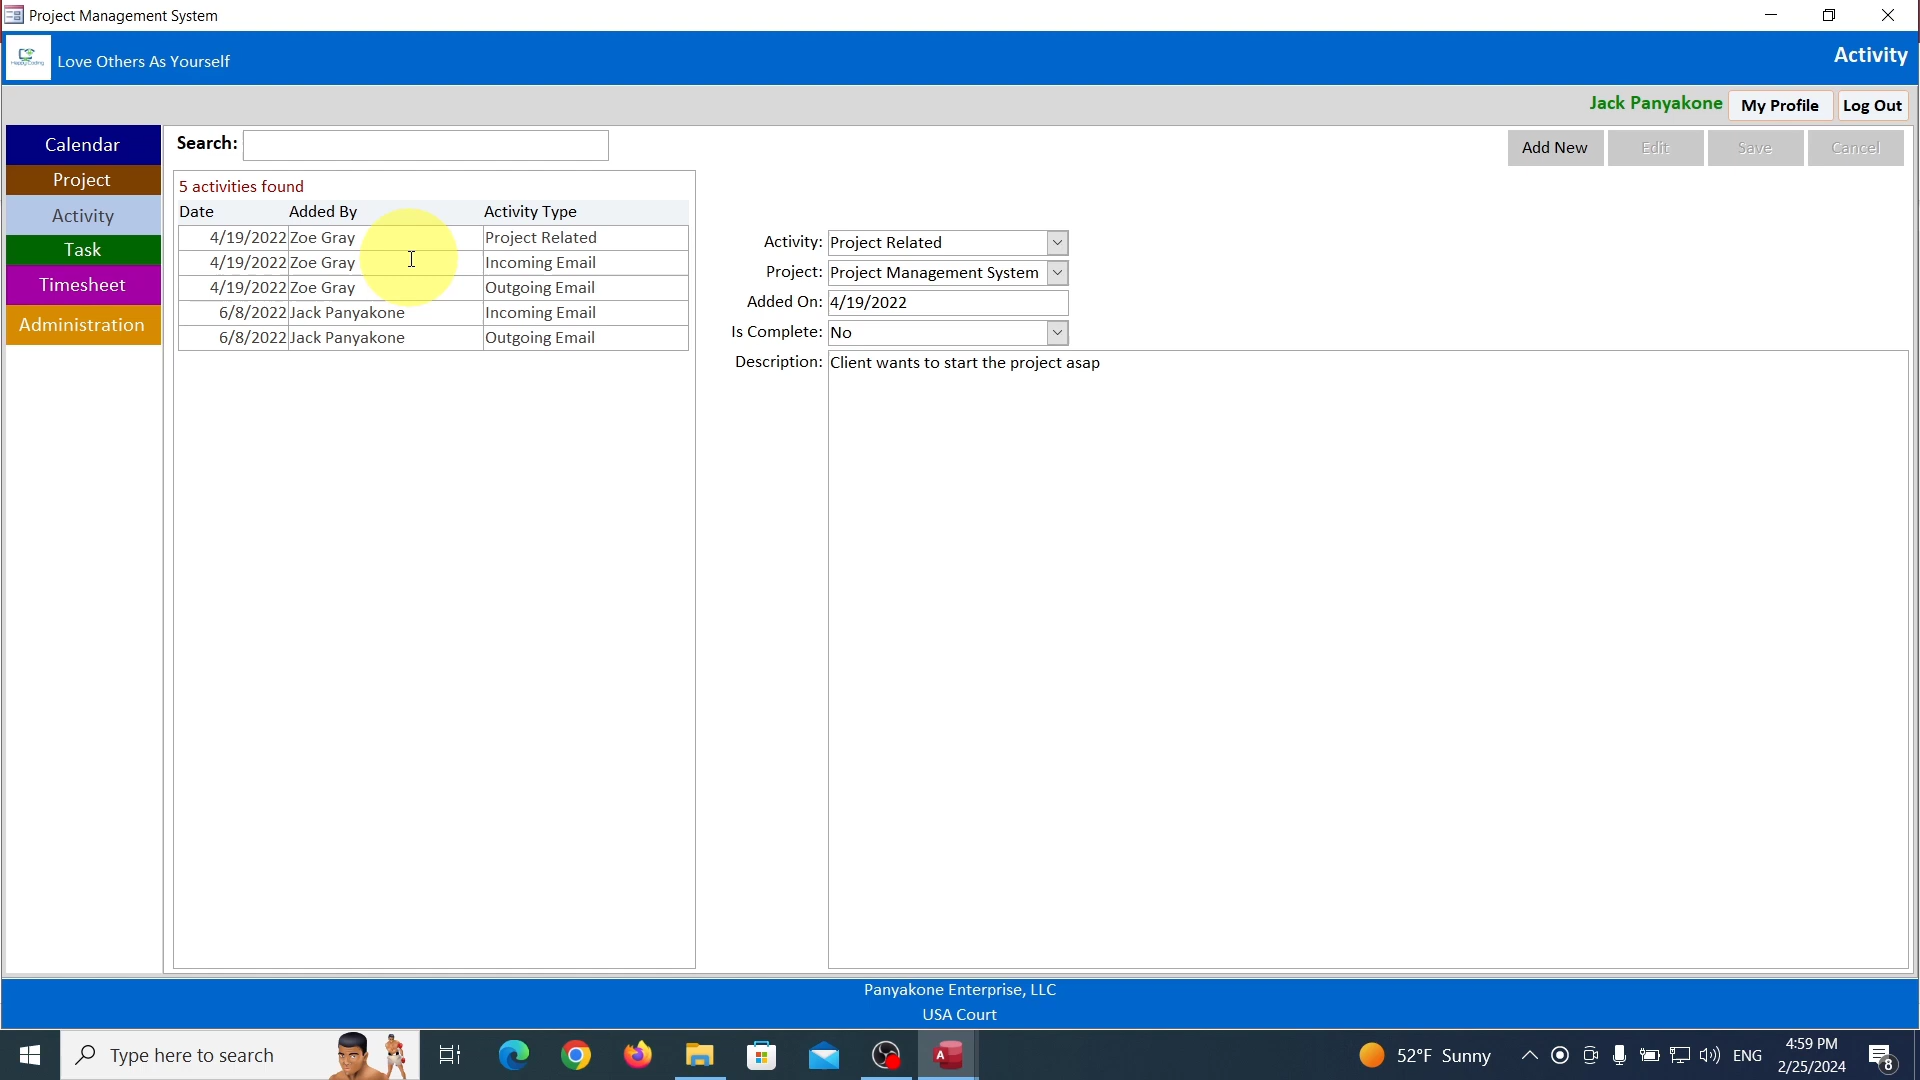 Project Management System
Happy Coding
Love Others As Yourself
Activity
Jack Panyakone My Profile Log Out
Calendar
Project
Activity
Task
Timesheet
Administration
Search:
Add New Edit Save Cancel
5 activities found
Date Added By Activity Type
4/19/2022 Zoe Gray Project Related
4/19/2022 Zoe Gray Incoming Email
4/19/2022 Zoe Gray Outgoing Email
6/8/2022 Jack Panyakone Incoming Email
6/8/2022 Jack Panyakone Outgoing Email
Activity: Project Related
Project: Project Management System
Added On: 4/19/2022
Is Complete: No
Description: Client wants to start the project asap
Panyakone Enterprise, LLC
USA Court
Type here to search
A
52°F Sunny
ENG
4:59 PM
2/25/2024
8